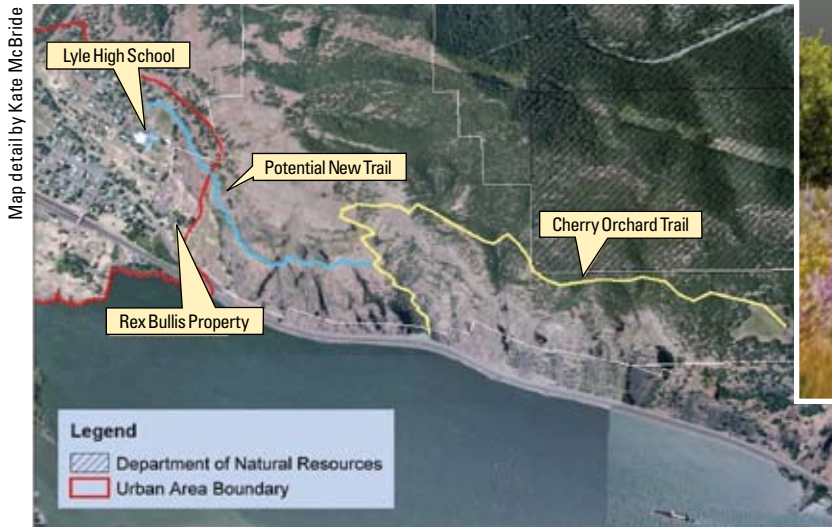 Map detail by Kate McBride
Lyle High School
Potential New Trail
Cherry Orchard Trail
Rex Bullis Property
Legend
Department of Natural Resources
Urban Area Boundary